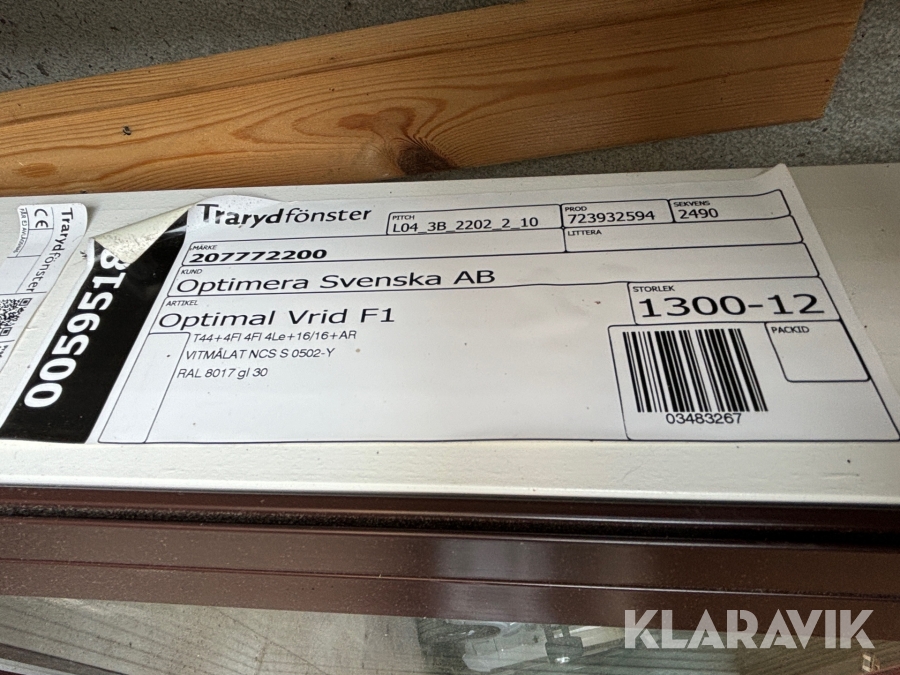 Trarydfönster
PITCH
L04_3B_2202_2_10
PROD
723932594
SEKVENS
2490
MÄRKE
207772200
LITTERA
KUND
Optimera Svenska AB
ARTIKEL
Optimal Vrid F1
T44+4Fl 4Fl 4Le+16/16+AR
VITMÅLAT NCS S 0502-Y
RAL 8017 gl 30
STORLEK
1300-12
PACKID
03483267
0059518
CE
Trarydfönster
KLARAVIK